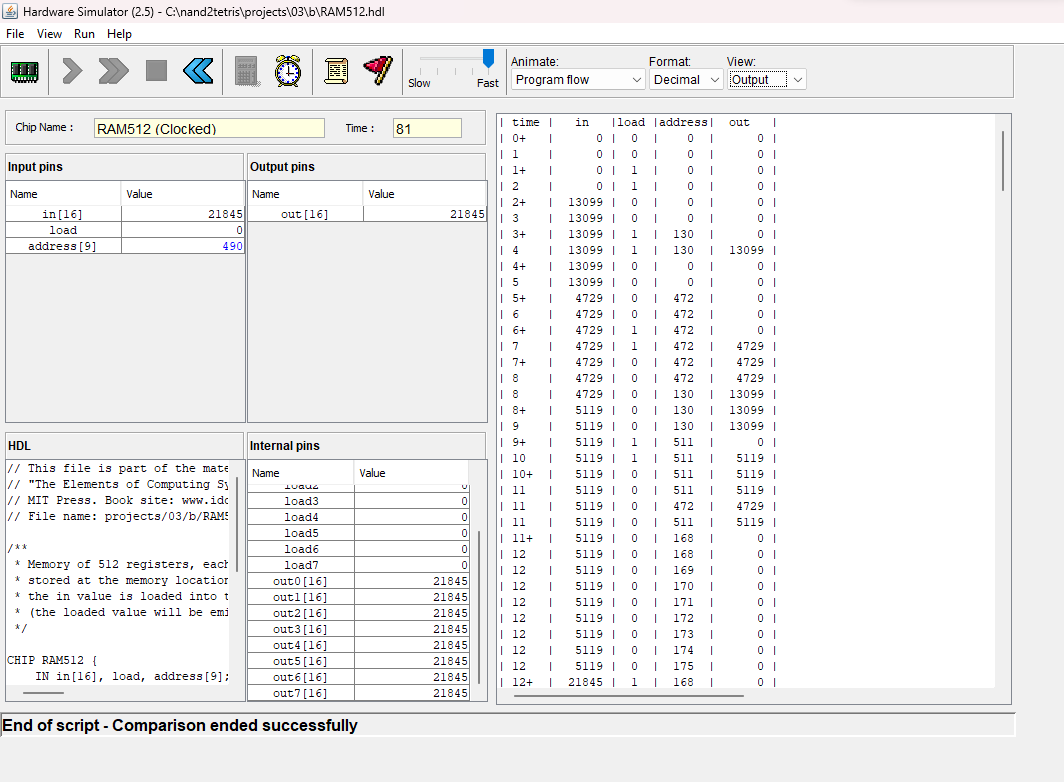 Hardware Simulator (2.5) - C:\nand2tetris\projects\03\b\RAM512.hdl
File View Run Help
Slow Fast
Animate: Format: View:
Program flow Decimal Output
Chip Name : RAM512 (Clocked) Time : 81
Input pins
Name Value
in[16] 21845
load 0
address[9] 490
Output pins
Name Value
out[16] 21845
HDL
// This file is part of the mate
// "The Elements of Computing Sy
// MIT Press. Book site: www.idc
// File name: projects/03/b/RAM5
/**
* Memory of 512 registers, each
* stored at the memory location
* the in value is loaded into t
* (the loaded value will be emi
*/
CHIP RAM512 {
IN in[16], load, address[9];
Internal pins
Name Value
load2 0
load3 0
load4 0
load5 0
load6 0
load7 0
out0[16] 21845
out1[16] 21845
out2[16] 21845
out3[16] 21845
out4[16] 21845
out5[16] 21845
out6[16] 21845
out7[16] 21845
| time | in |load |address| out |
| 0+ | 0 | 0 | 0 | 0 |
| 1 | 0 | 0 | 0 | 0 |
| 1+ | 0 | 1 | 0 | 0 |
| 2 | 0 | 1 | 0 | 0 |
| 2+ | 13099 | 0 | 0 | 0 |
| 3 | 13099 | 0 | 0 | 0 |
| 3+ | 13099 | 1 | 130 | 0 |
| 4 | 13099 | 1 | 130 | 13099 |
| 4+ | 13099 | 0 | 0 | 0 |
| 5 | 13099 | 0 | 0 | 0 |
| 5+ | 4729 | 0 | 472 | 0 |
| 6 | 4729 | 0 | 472 | 0 |
| 6+ | 4729 | 1 | 472 | 0 |
| 7 | 4729 | 1 | 472 | 4729 |
| 7+ | 4729 | 0 | 472 | 4729 |
| 8 | 4729 | 0 | 472 | 4729 |
| 8 | 4729 | 0 | 130 | 13099 |
| 8+ | 5119 | 0 | 130 | 13099 |
| 9 | 5119 | 0 | 130 | 13099 |
| 9+ | 5119 | 1 | 511 | 0 |
| 10 | 5119 | 1 | 511 | 5119 |
| 10+ | 5119 | 0 | 511 | 5119 |
| 11 | 5119 | 0 | 511 | 5119 |
| 11 | 5119 | 0 | 472 | 4729 |
| 11 | 5119 | 0 | 511 | 5119 |
| 11+ | 5119 | 0 | 168 | 0 |
| 12 | 5119 | 0 | 168 | 0 |
| 12 | 5119 | 0 | 169 | 0 |
| 12 | 5119 | 0 | 170 | 0 |
| 12 | 5119 | 0 | 171 | 0 |
| 12 | 5119 | 0 | 172 | 0 |
| 12 | 5119 | 0 | 173 | 0 |
| 12 | 5119 | 0 | 174 | 0 |
| 12 | 5119 | 0 | 175 | 0 |
| 12+ | 21845 | 1 | 168 | 0 |
End of script - Comparison ended successfully